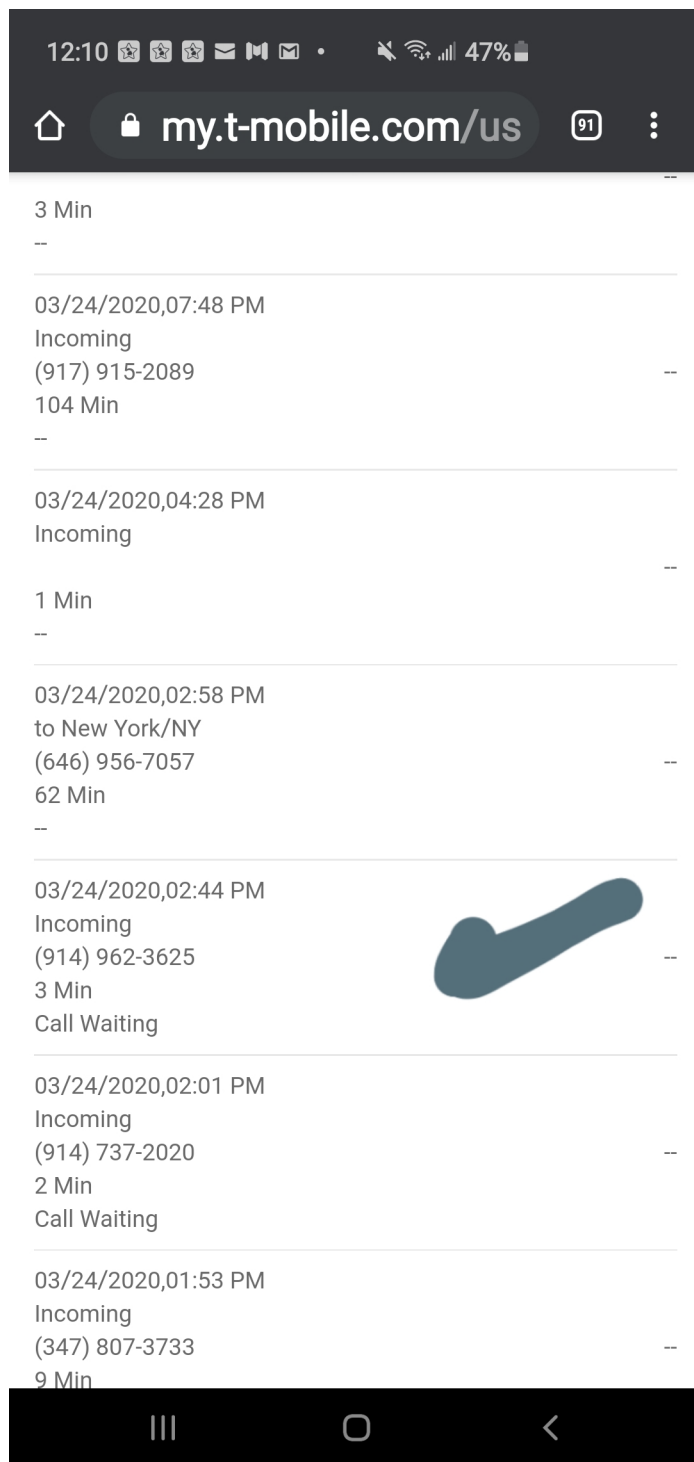 12:10 47%
my.t-mobile.com/us 91
--
3 Min
--
03/24/2020,07:48 PM
Incoming
(917) 915-2089 --
104 Min
--
03/24/2020,04:28 PM
Incoming
--
1 Min
--
03/24/2020,02:58 PM
to New York/NY
(646) 956-7057 --
62 Min
--
03/24/2020,02:44 PM
Incoming
(914) 962-3625 --
3 Min
Call Waiting
03/24/2020,02:01 PM
Incoming
(914) 737-2020 --
2 Min
Call Waiting
03/24/2020,01:53 PM
Incoming
(347) 807-3733 --
9 Min